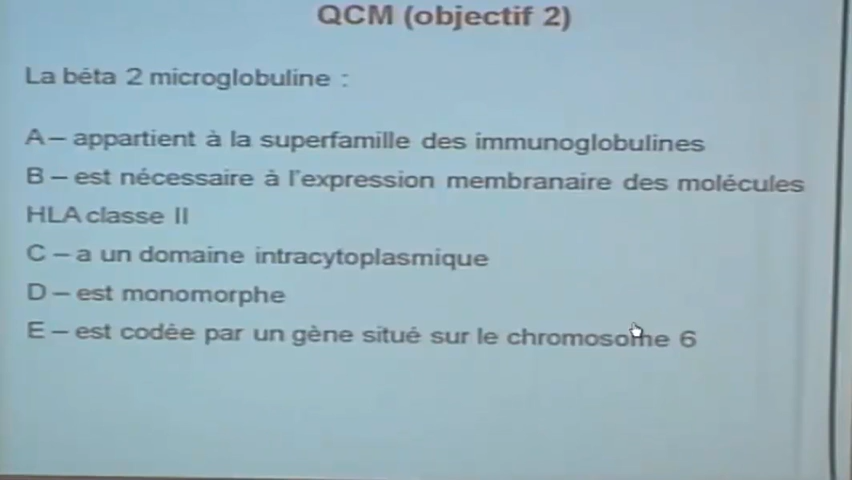 QCM (objectif 2)
La béta 2 microglobuline :
A – appartient à la superfamille des immunoglobulines
B – est nécessaire à l'expression membranaire des molécules
HLA classe II
C – a un domaine intracytoplasmique
D – est monomorphe
E – est codée par un gène situé sur le chromosome 6